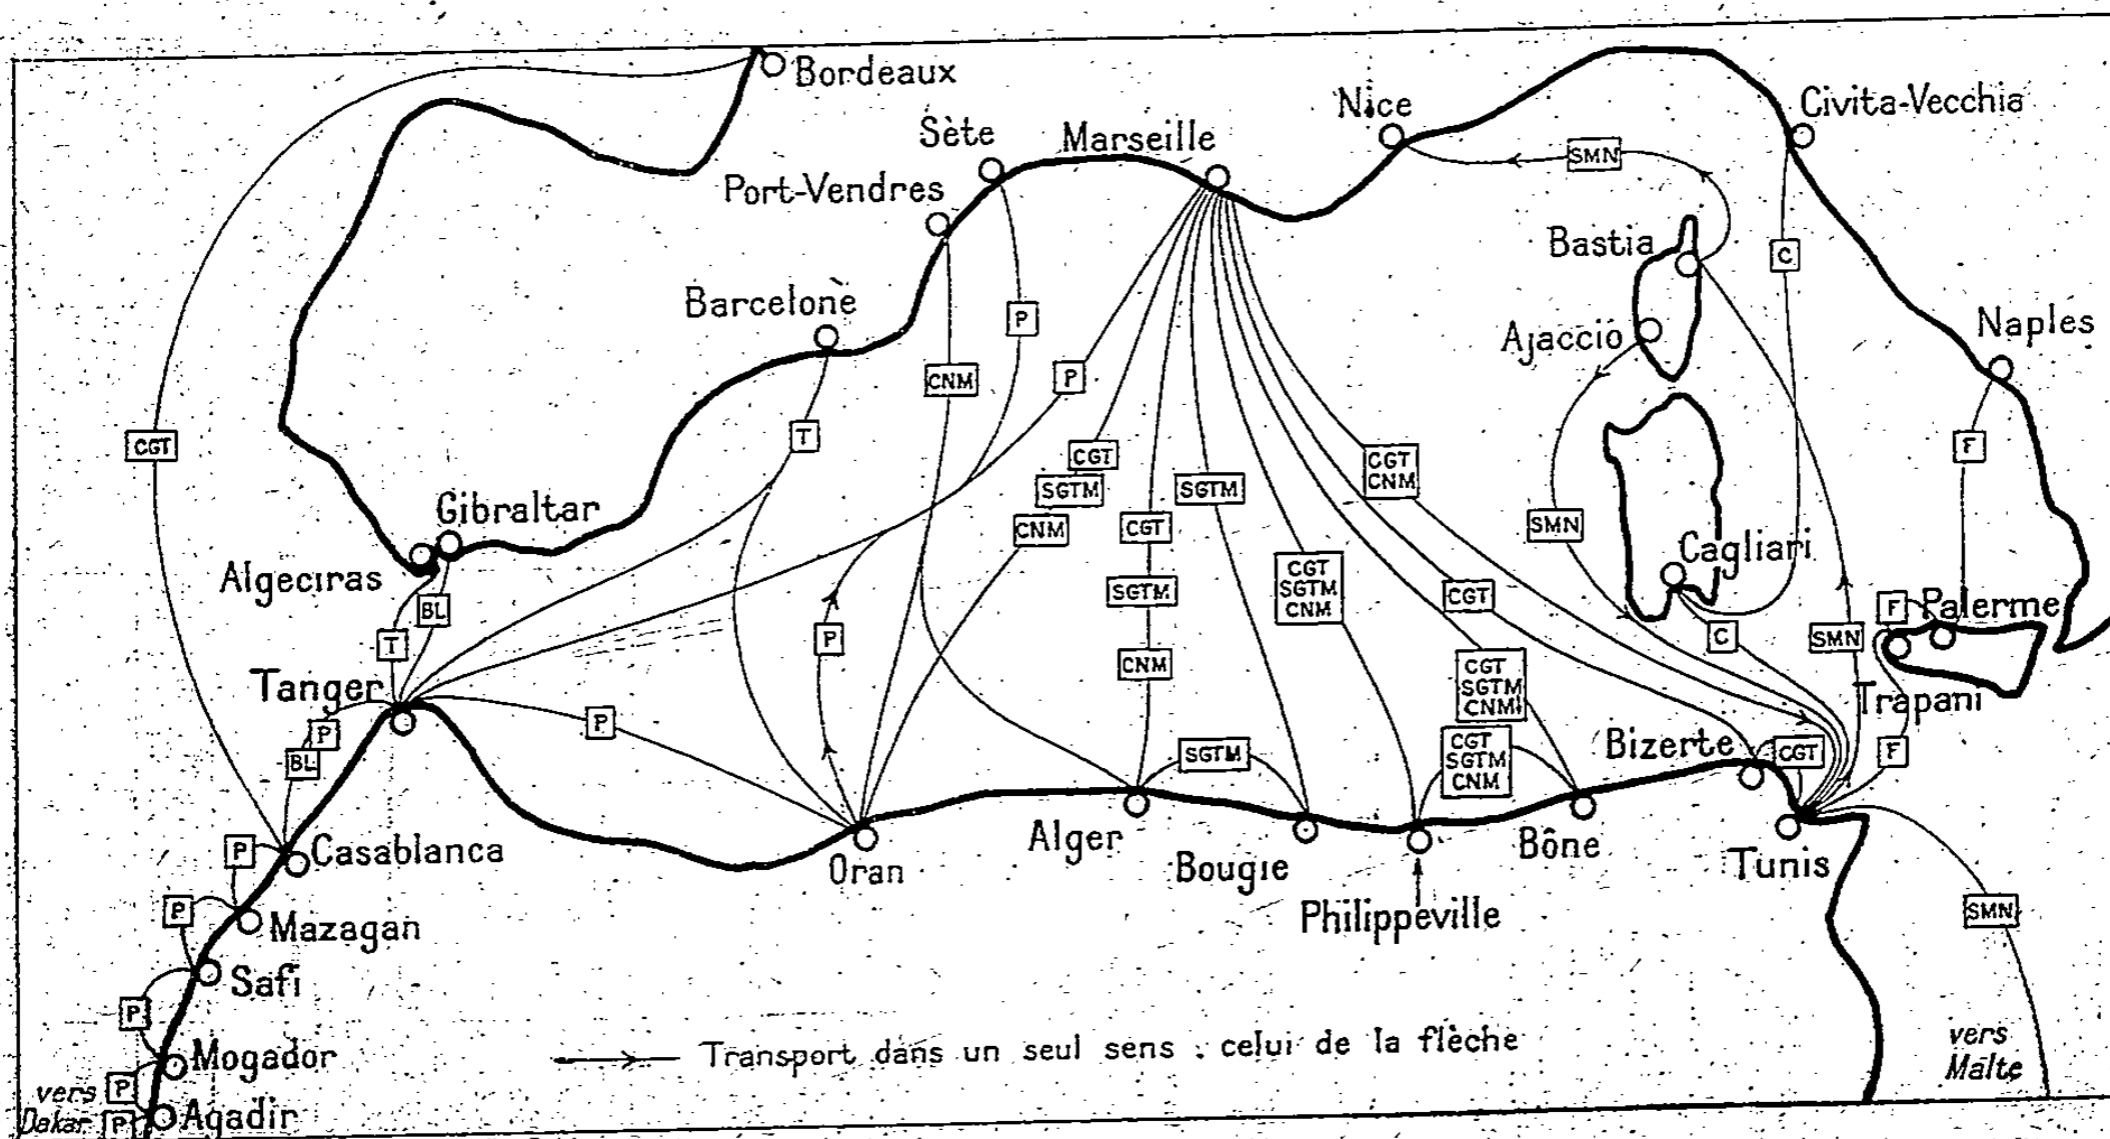 Bordeaux
Civita-Vecchia
Nice
Sète
Marseille
SMN
Port-Vendres
Bastia
C
Barcelone
P
Naples
Ajaccio
P
CNM
T
CGT
F
CGT
CGT
CNM
SGTM
SGTM
Gibraltar
CNM
CGT
SMN
Cagliari
Algeciras
CGT
SGTM
CNM
SGTM
CGT
BL
F
Palerme
T
P
C
SMN
CNM
Tanger
CGT
SGTM
CNM
Trapani
P
P
BL
SGTM
CGT
SGTM
CNM
Bizerte
CGT
F
P
Casablanca
Oran
Alger
Bougie
Bône
Tunis
P
Mazagan
Philippeville
SMN
Safi
P
Transport dans un seul sens : celui de la flèche
vers
Malte
Mogador
P
vers
Dakar
P
Agadir